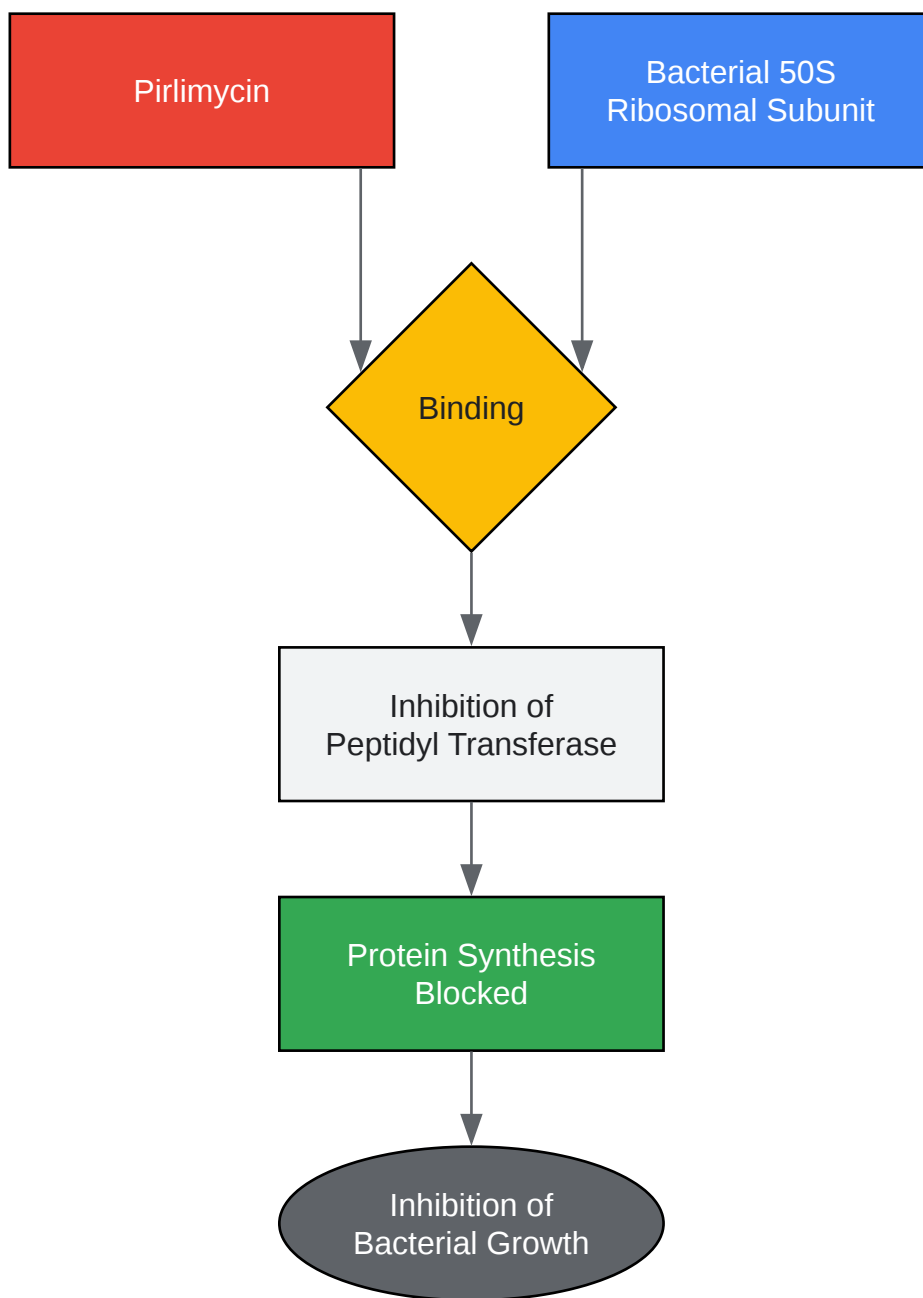 Pirlimycin
Bacterial 50S
Ribosomal Subunit
Binding
Inhibition of
Peptidyl Transferase
Protein Synthesis
Blocked
Inhibition of
Bacterial Growth